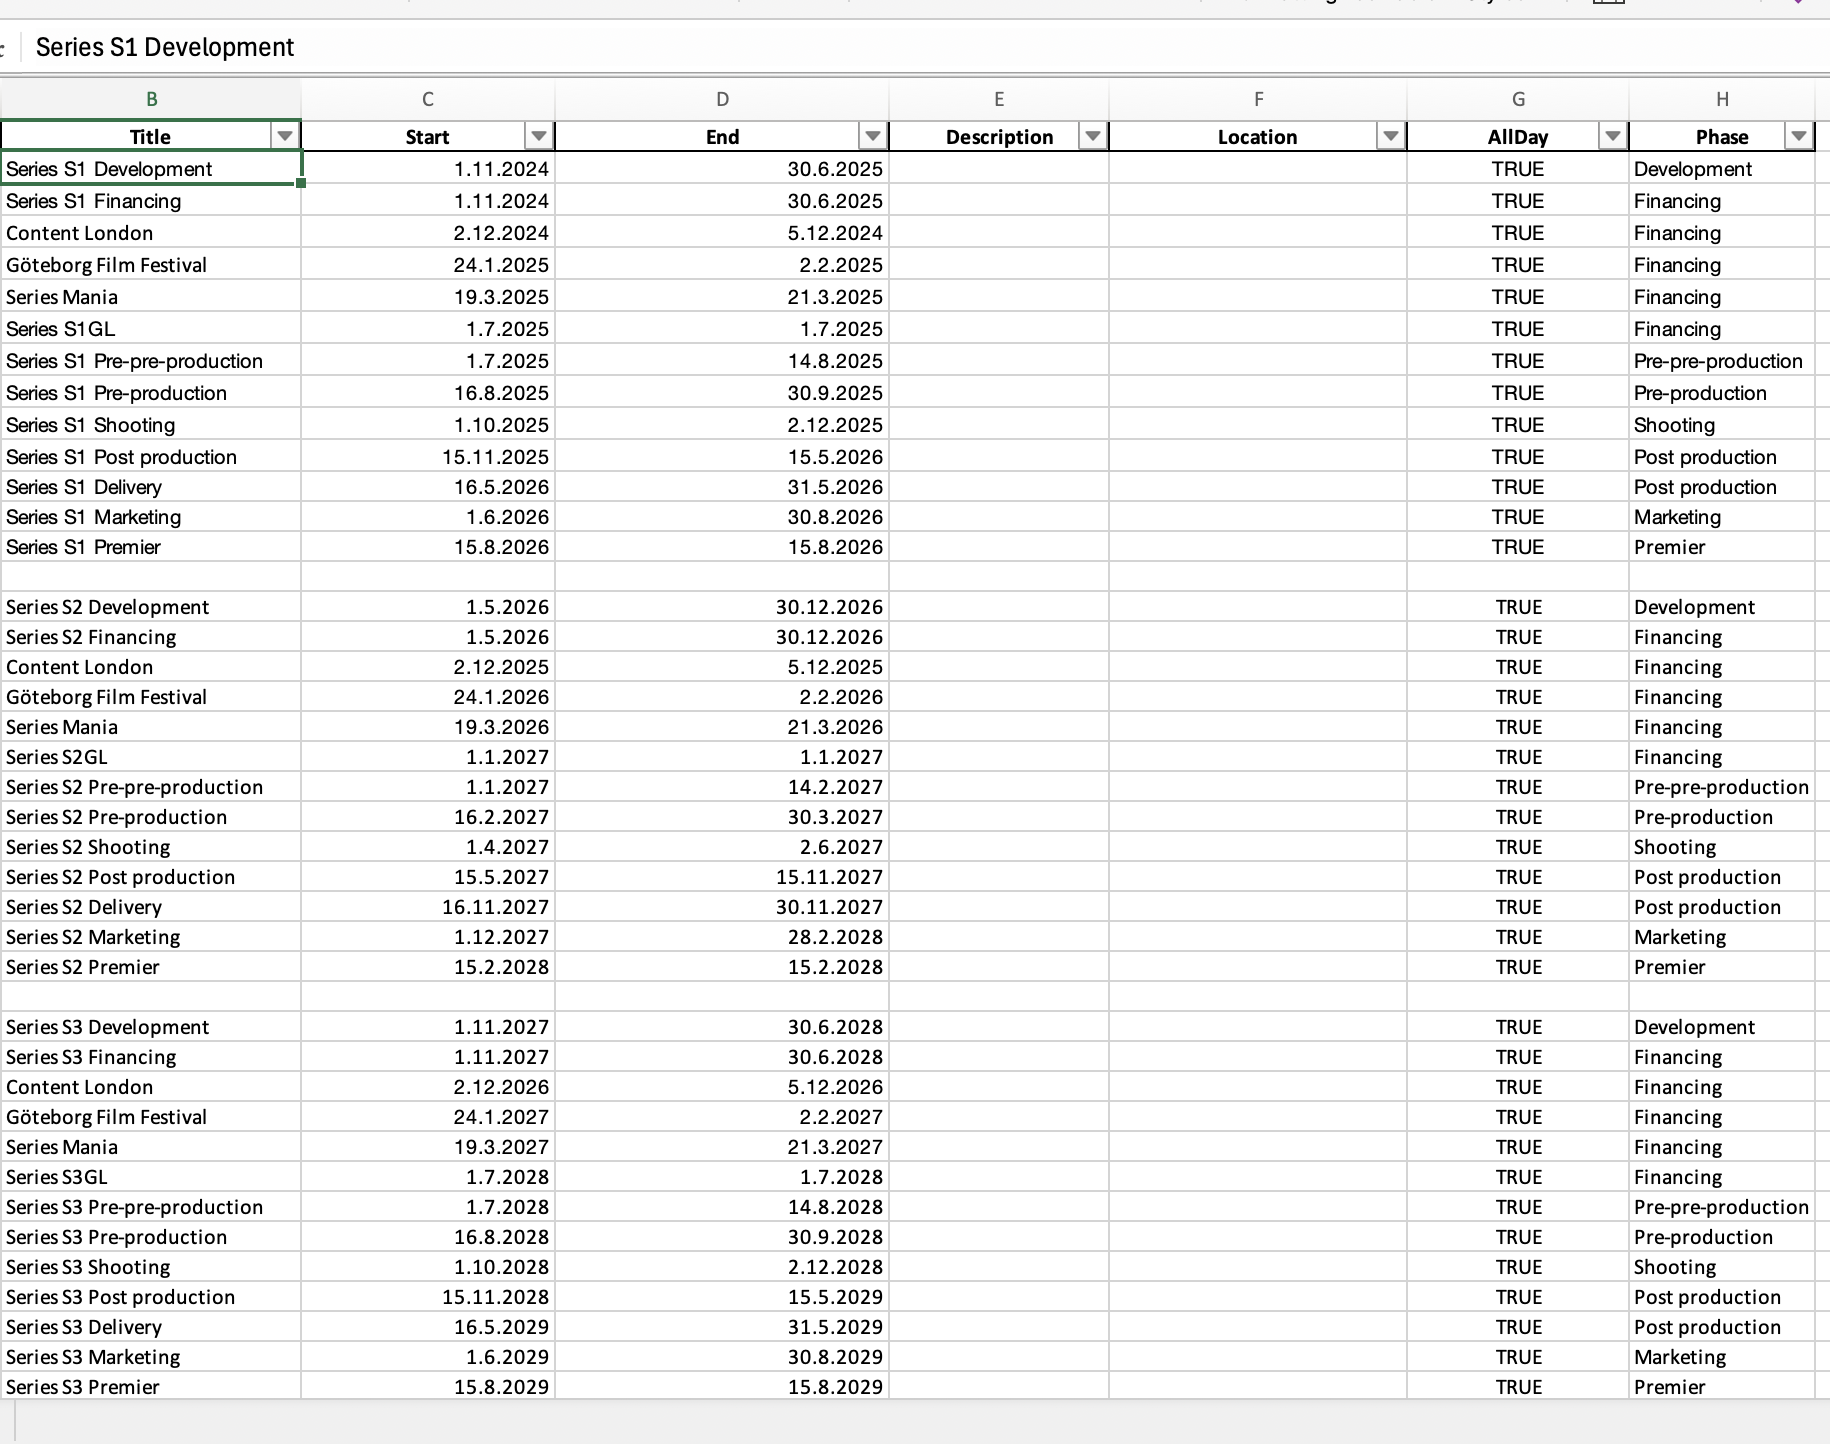 Series S1 Development
B C D E F G H
Title Start End Description Location AllDay Phase
Series S1 Development 1.11.2024 30.6.2025 TRUE Development
Series S1 Financing 1.11.2024 30.6.2025 TRUE Financing
Content London 2.12.2024 5.12.2024 TRUE Financing
Göteborg Film Festival 24.1.2025 2.2.2025 TRUE Financing
Series Mania 19.3.2025 21.3.2025 TRUE Financing
Series S1GL 1.7.2025 1.7.2025 TRUE Financing
Series S1 Pre-pre-production 1.7.2025 14.8.2025 TRUE Pre-pre-production
Series S1 Pre-production 16.8.2025 30.9.2025 TRUE Pre-production
Series S1 Shooting 1.10.2025 2.12.2025 TRUE Shooting
Series S1 Post production 15.11.2025 15.5.2026 TRUE Post production
Series S1 Delivery 16.5.2026 31.5.2026 TRUE Post production
Series S1 Marketing 1.6.2026 30.8.2026 TRUE Marketing
Series S1 Premier 15.8.2026 15.8.2026 TRUE Premier
Series S2 Development 1.5.2026 30.12.2026 TRUE Development
Series S2 Financing 1.5.2026 30.12.2026 TRUE Financing
Content London 2.12.2025 5.12.2025 TRUE Financing
Göteborg Film Festival 24.1.2026 2.2.2026 TRUE Financing
Series Mania 19.3.2026 21.3.2026 TRUE Financing
Series S2GL 1.1.2027 1.1.2027 TRUE Financing
Series S2 Pre-pre-production 1.1.2027 14.2.2027 TRUE Pre-pre-production
Series S2 Pre-production 16.2.2027 30.3.2027 TRUE Pre-production
Series S2 Shooting 1.4.2027 2.6.2027 TRUE Shooting
Series S2 Post production 15.5.2027 15.11.2027 TRUE Post production
Series S2 Delivery 16.11.2027 30.11.2027 TRUE Post production
Series S2 Marketing 1.12.2027 28.2.2028 TRUE Marketing
Series S2 Premier 15.2.2028 15.2.2028 TRUE Premier
Series S3 Development 1.11.2027 30.6.2028 TRUE Development
Series S3 Financing 1.11.2027 30.6.2028 TRUE Financing
Content London 2.12.2026 5.12.2026 TRUE Financing
Göteborg Film Festival 24.1.2027 2.2.2027 TRUE Financing
Series Mania 19.3.2027 21.3.2027 TRUE Financing
Series S3GL 1.7.2028 1.7.2028 TRUE Financing
Series S3 Pre-pre-production 1.7.2028 14.8.2028 TRUE Pre-pre-production
Series S3 Pre-production 16.8.2028 30.9.2028 TRUE Pre-production
Series S3 Shooting 1.10.2028 2.12.2028 TRUE Shooting
Series S3 Post production 15.11.2028 15.5.2029 TRUE Post production
Series S3 Delivery 16.5.2029 31.5.2029 TRUE Post production
Series S3 Marketing 1.6.2029 30.8.2029 TRUE Marketing
Series S3 Premier 15.8.2029 15.8.2029 TRUE Premier